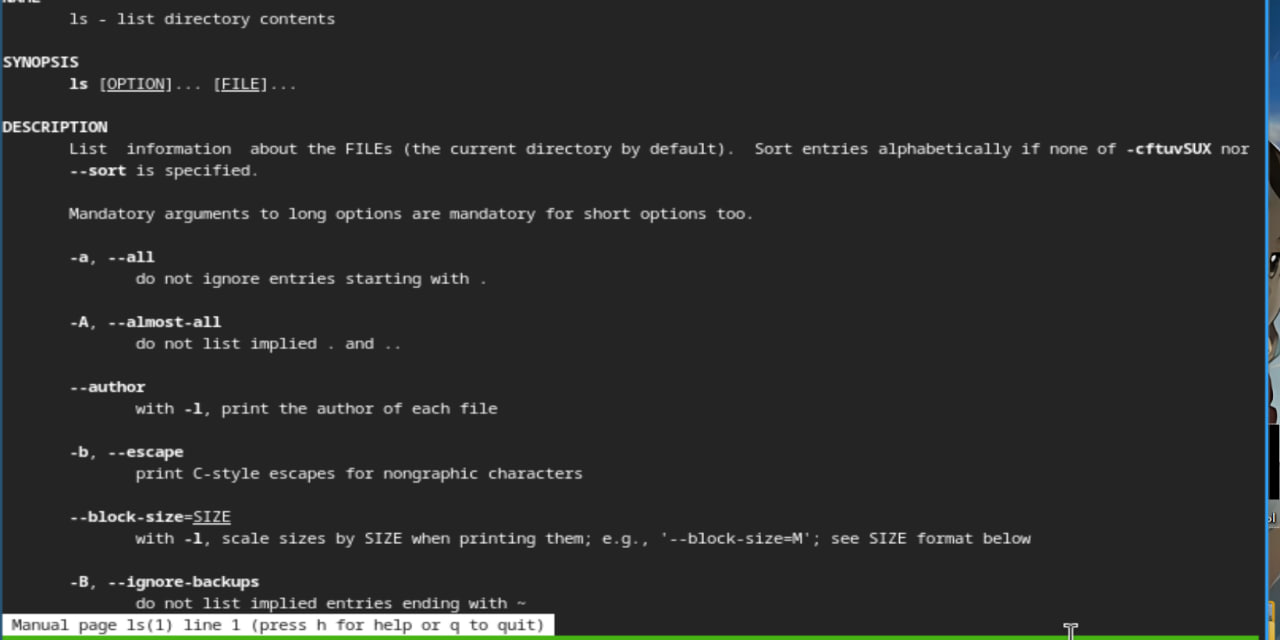 NAME
ls - list directory contents
SYNOPSIS
ls [OPTION]... [FILE]...
DESCRIPTION
List information about the FILEs (the current directory by default). Sort entries alphabetically if none of -cftuvSUX nor
--sort is specified.
Mandatory arguments to long options are mandatory for short options too.
-a, --all
do not ignore entries starting with .
-A, --almost-all
do not list implied . and ..
--author
with -l, print the author of each file
-b, --escape
print C-style escapes for nongraphic characters
--block-size=SIZE
with -l, scale sizes by SIZE when printing them; e.g., '--block-size=M'; see SIZE format below
-B, --ignore-backups
do not list implied entries ending with ~
Manual page ls(1) line 1 (press h for help or q to quit)